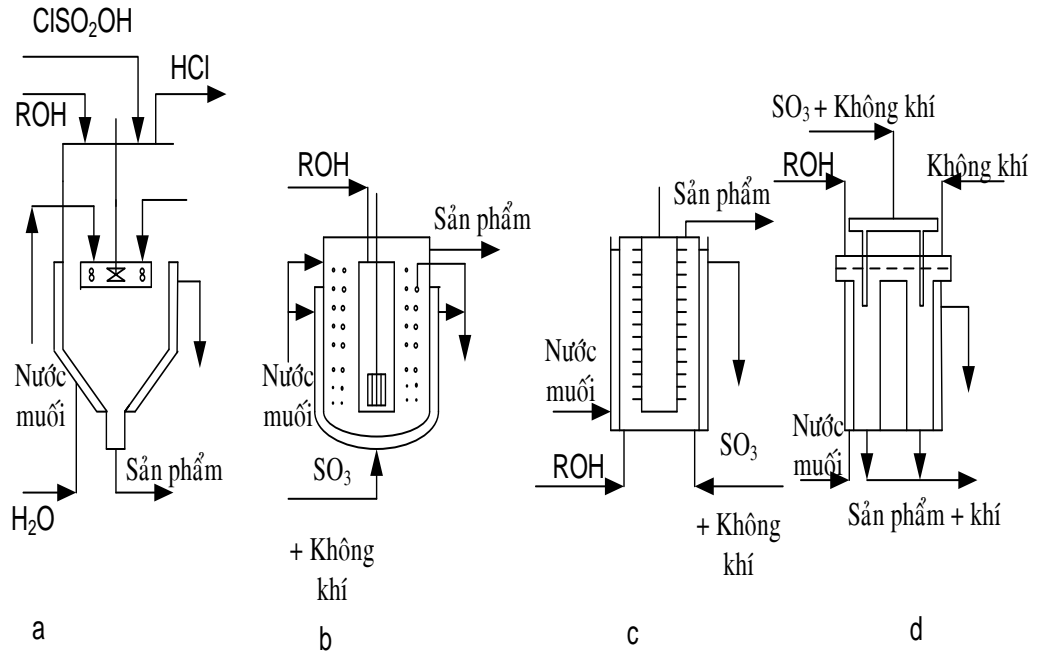 ClSO₂OH
HCl
ROH
Nước
muối
Sản phẩm
H₂O
a
ROH
Sản phẩm
Nước
muối
SO₃
+ Không
khí
b
Sản phẩm
Nước
muối
ROH
SO₃
+ Không
khí
c
SO₃ + Không khí
ROH
Không khí
Nước
muối
Sản phẩm + khí
d